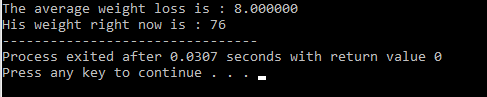 The average weight loss is : 8.000000
His weight right now is : 76
--------------------------------
Process exited after 0.0307 seconds with return value 0
Press any key to continue . . .